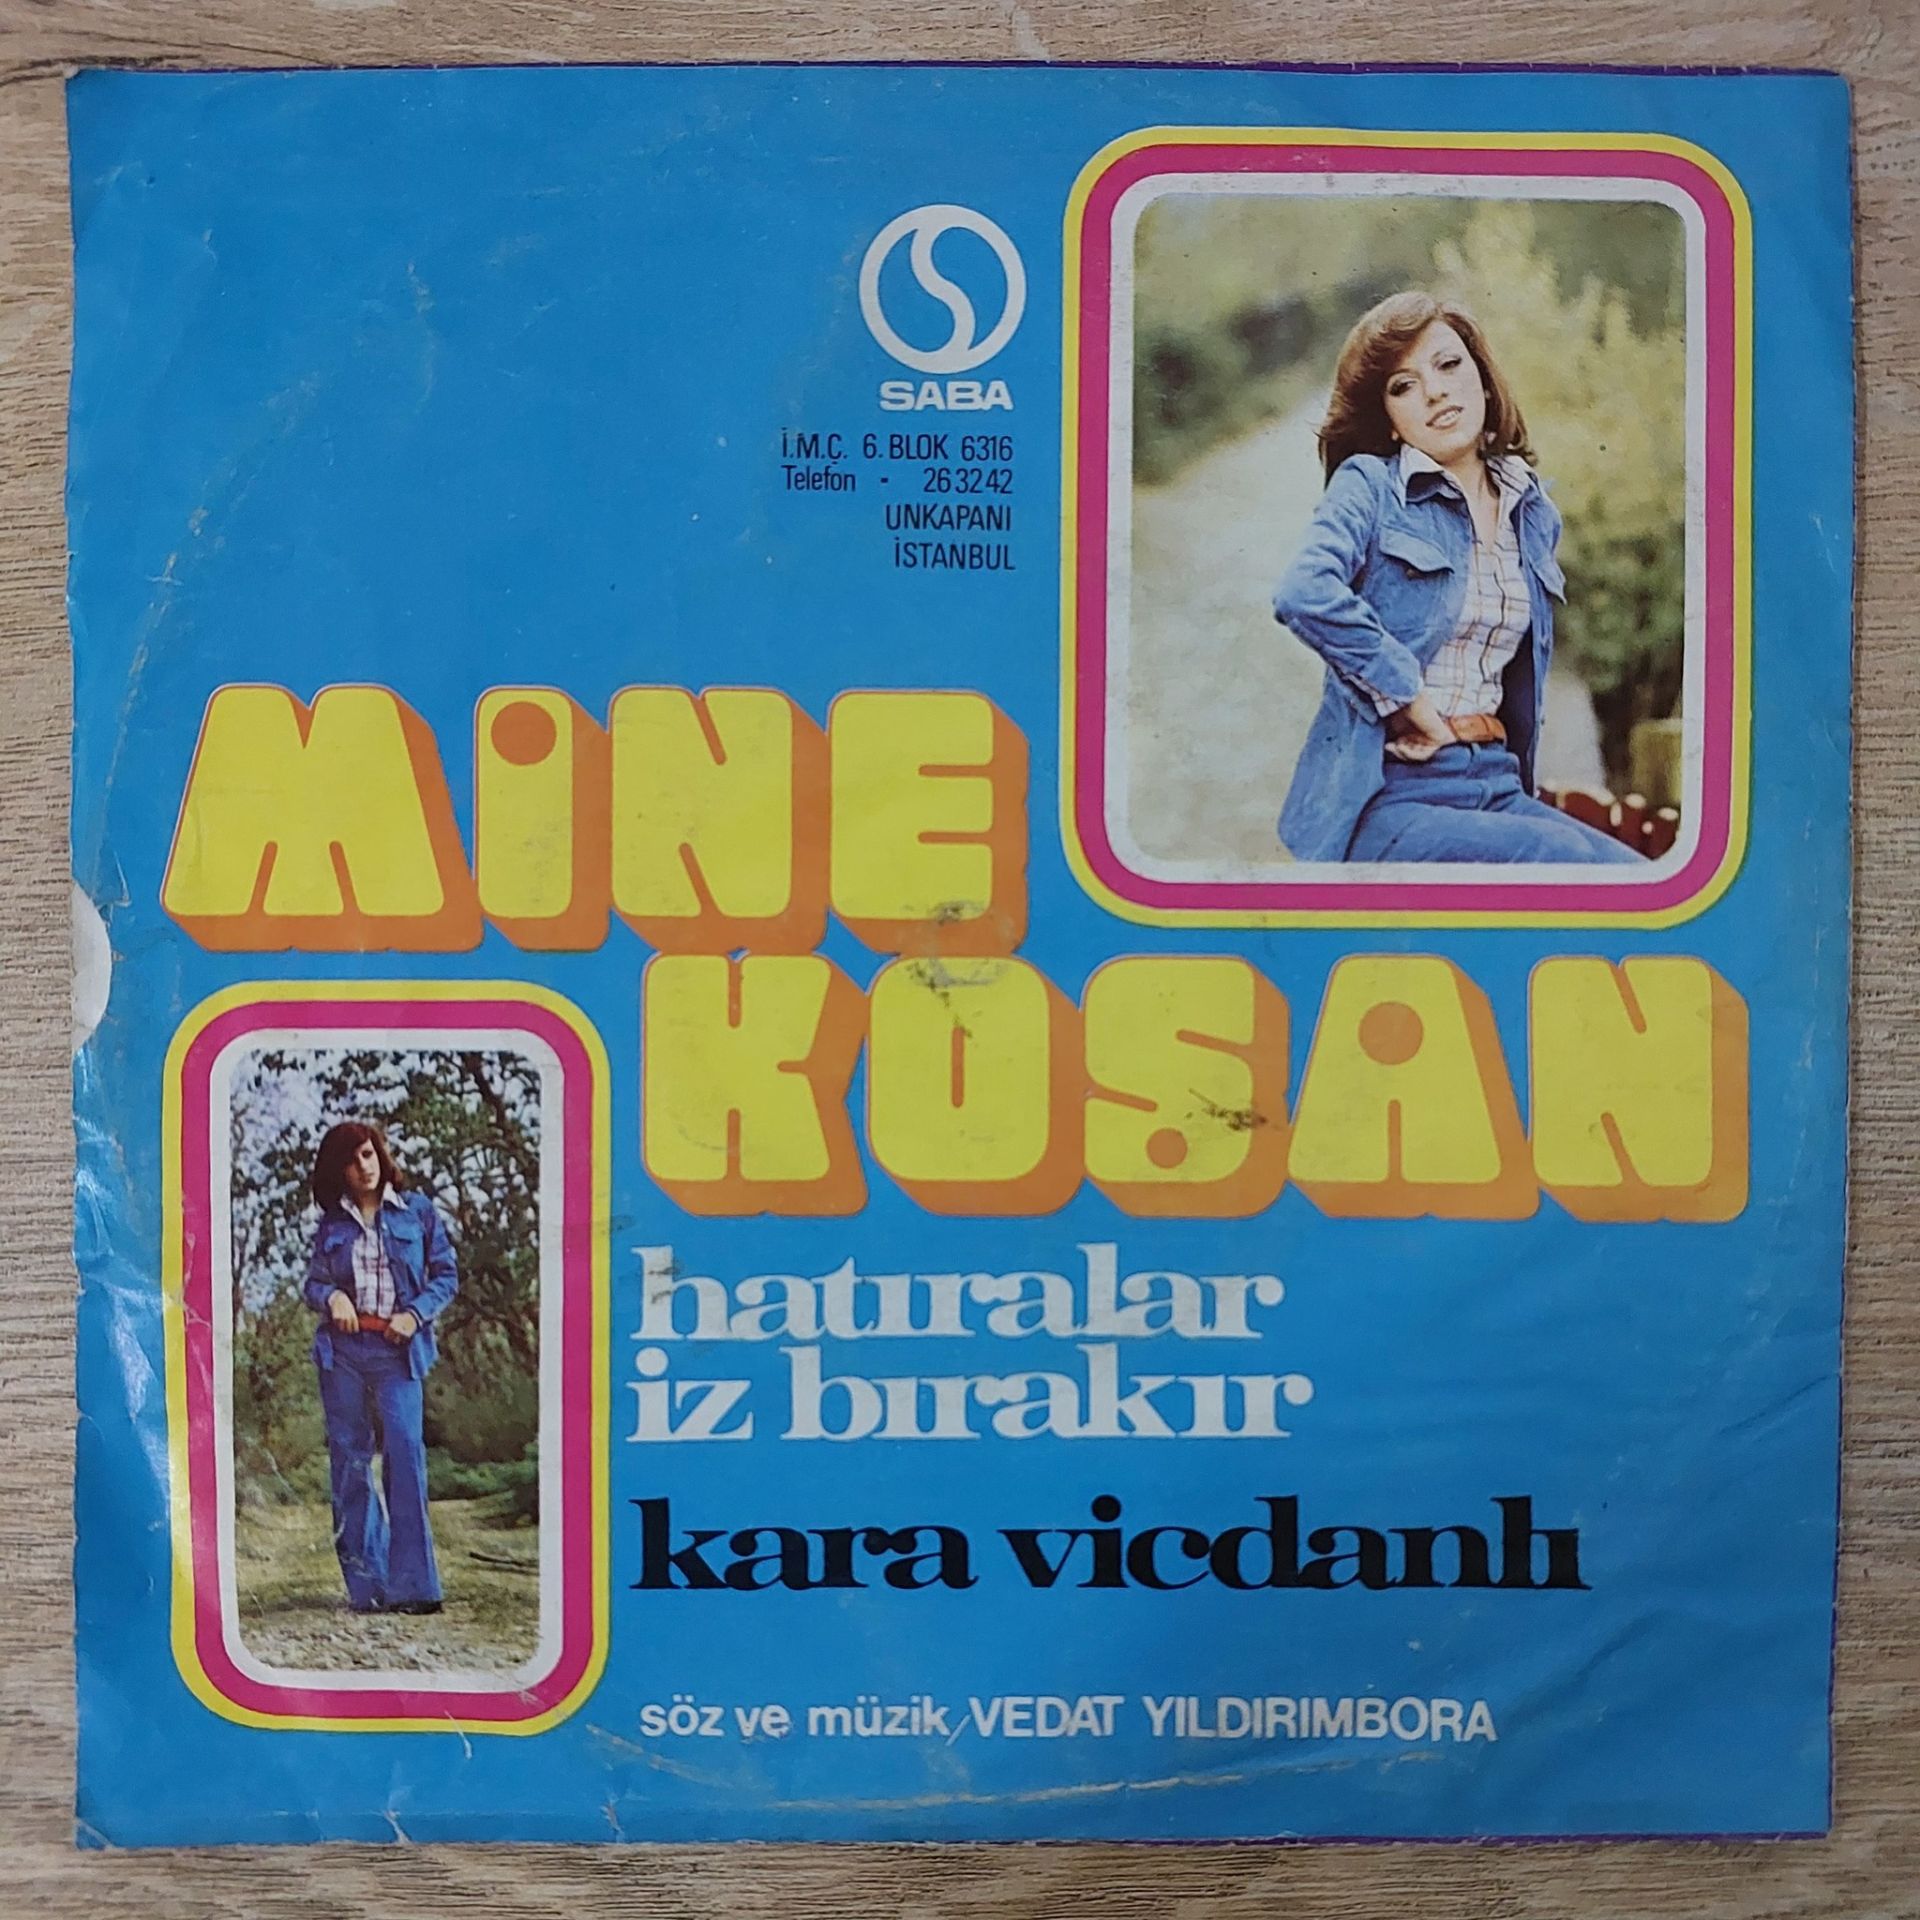 SABA
İ.M.Ç. 6. BLOK 6316
Telefon - 26 32 42
UNKAPANI
İSTANBUL
MİNE
KOŞAN
hatıralar
iz bırakır
kara vicdanlı
söz ve müzik/VEDAT YILDIRIMBORA